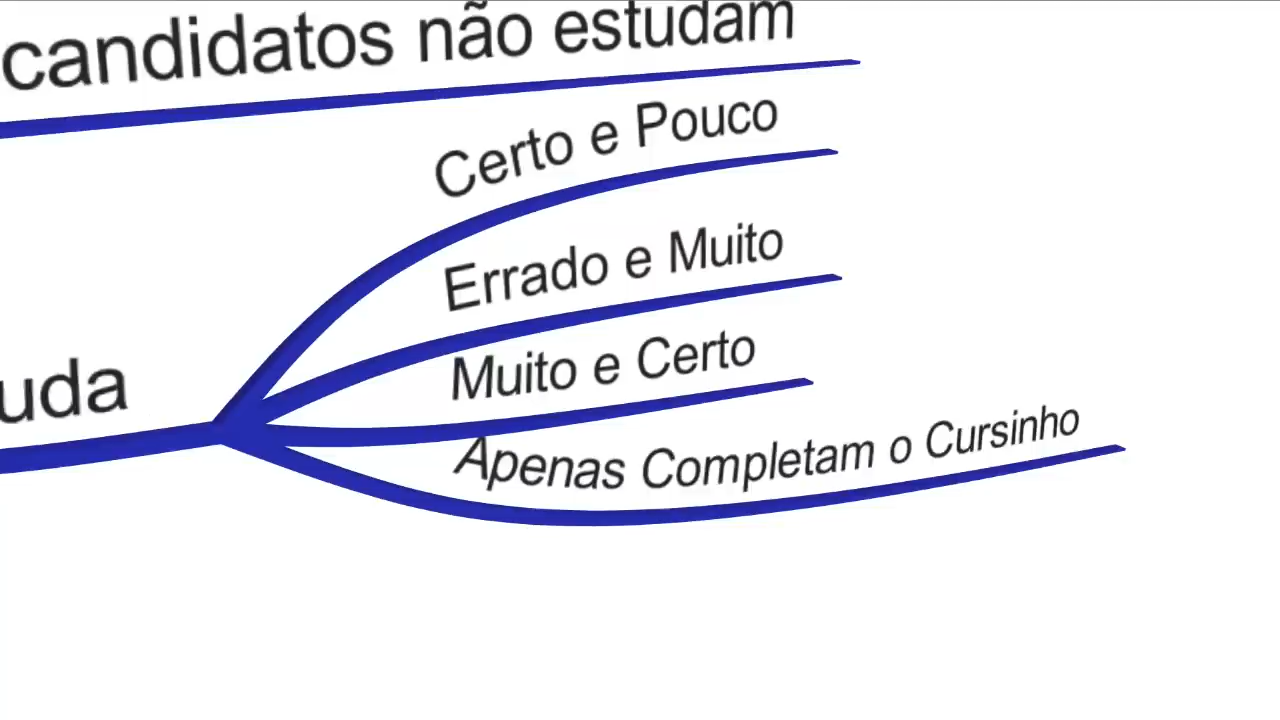 candidatos não estudam
Certo e Pouco
Errado e Muito
Muito e Certo
uda
Apenas Completam o Cursinho